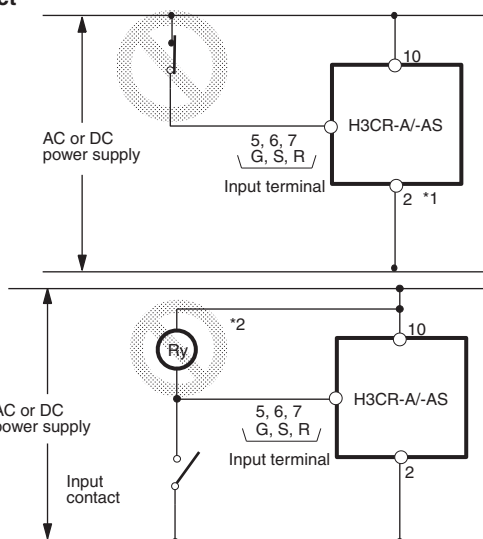 ct
10
H3CR-A/-AS
AC or DC
power supply
5, 6, 7
G, S, R
Input terminal
2 *1
*2
10
Ry
H3CR-A/-AS
AC or DC
power supply
5, 6, 7
G, S, R
Input terminal
2
Input
contact